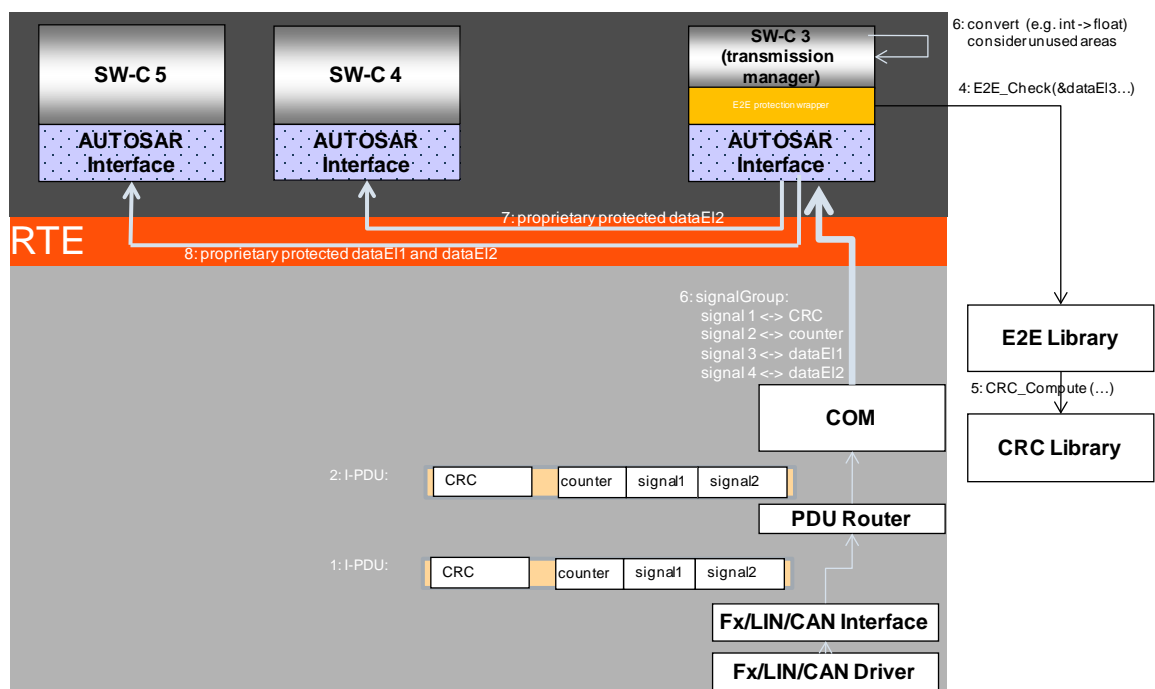 SW-C 5
AUTOSAR
Interface
SW-C 4
AUTOSAR
Interface
SW-C 3
(transmission
manager)
E2E protection wrapper
AUTOSAR
Interface
6: convert (e.g. int->float)
consider unused areas
4: E2E_Check(&dataEl3...)
7: proprietary protected dataEl2
RTE
8: proprietary protected dataEl1 and dataEl2
6: signalGroup:
signal 1 <-> CRC
signal 2 <-> counter
signal 3 <-> dataEl1
signal 4 <-> dataEl2
E2E Library
5: CRC_Compute (...)
CRC Library
COM
2: I-PDU:
CRC
counter
signal1
signal2
PDU Router
1: I-PDU:
CRC
counter
signal1
signal2
Fx/LIN/CAN Interface
Fx/LIN/CAN Driver